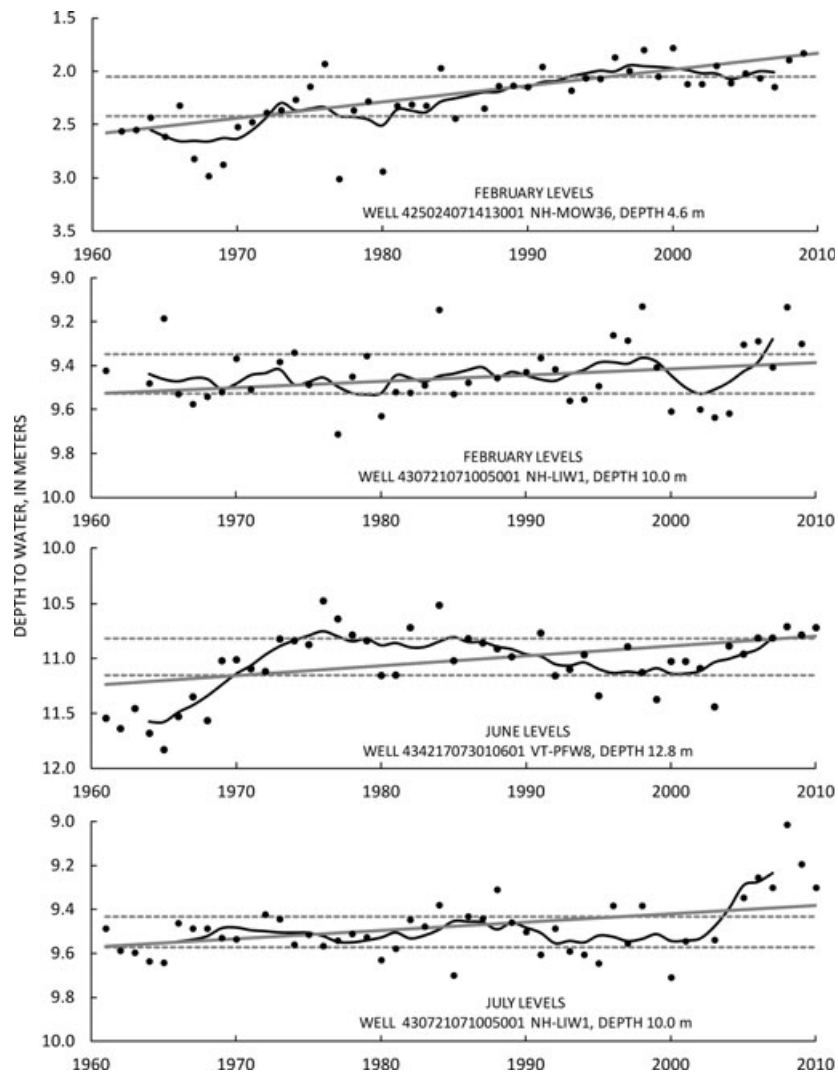 1.5
2.0
2.5
3.0
3.5
FEBRUARY LEVELS
WELL 425024071413001 NH-MOW36, DEPTH 4.6 m
1960 1970 1980 1990 2000 2010
9.0
9.2
9.4
9.6
9.8
10.0
FEBRUARY LEVELS
WELL 430721071005001 NH-LIW1, DEPTH 10.0 m
1960 1970 1980 1990 2000 2010
DEPTH TO WATER, IN METERS
10.0
10.5
11.0
11.5
12.0
JUNE LEVELS
WELL 434217073010601 VT-PFW8, DEPTH 12.8 m
1960 1970 1980 1990 2000 2010
9.0
9.2
9.4
9.6
9.8
10.0
JULY LEVELS
WELL 430721071005001 NH-LIW1, DEPTH 10.0 m
1960 1970 1980 1990 2000 2010